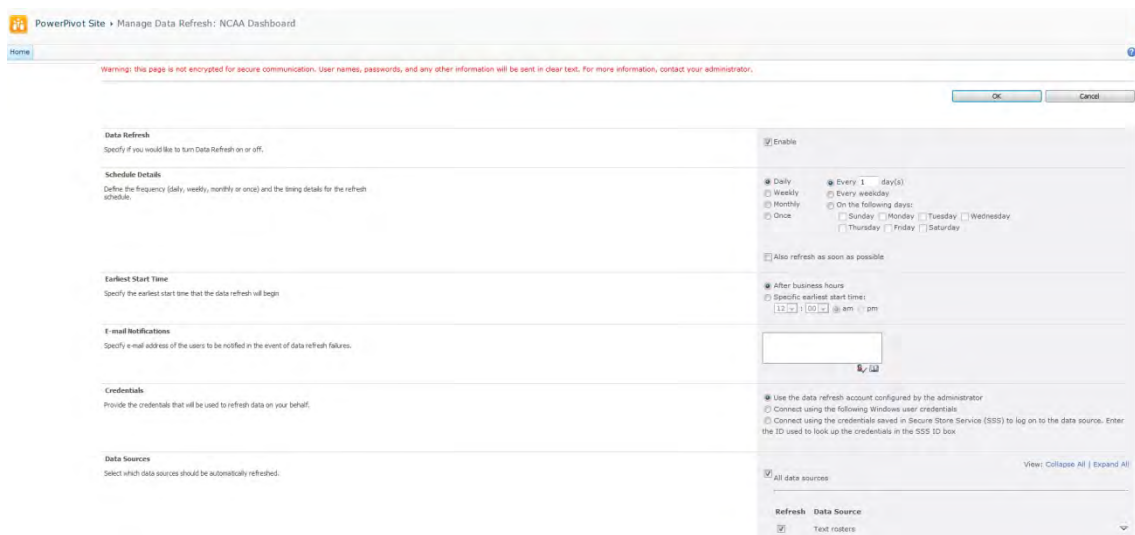 PowerPivot Site ▸ Manage Data Refresh: NCAA Dashboard
Home
Warning: this page is not encrypted for secure communication. User names, passwords, and any other information will be sent in clear text. For more information, contact your administrator.
OK Cancel
Data Refresh
Specify if you would like to turn Data Refresh on or off.
Enable
Schedule Details
Define the frequency (daily, weekly, monthly or once) and the timing details for the refresh
schedule.
Daily Every 1 day(s)
Weekly Every weekday
Monthly On the following days:
Once Sunday Monday Tuesday Wednesday
Thursday Friday Saturday
Also refresh as soon as possible
Earliest Start Time
Specify the earliest start time that the data refresh will begin
After business hours
Specific earliest start time:
12 : 00 am pm
E-mail Notifications
Specify e-mail address of the users to be notified in the event of data refresh failures.
Credentials
Provide the credentials that will be used to refresh data on your behalf.
Use the data refresh account configured by the administrator
Connect using the following Windows user credentials
Connect using the credentials saved in Secure Store Service (SSS) to log on to the data source. Enter
the ID used to look up the credentials in the SSS ID box
Data Sources
Select which data sources should be automatically refreshed.
View: Collapse All | Expand All
All data sources
Refresh Data Source
Text rosters